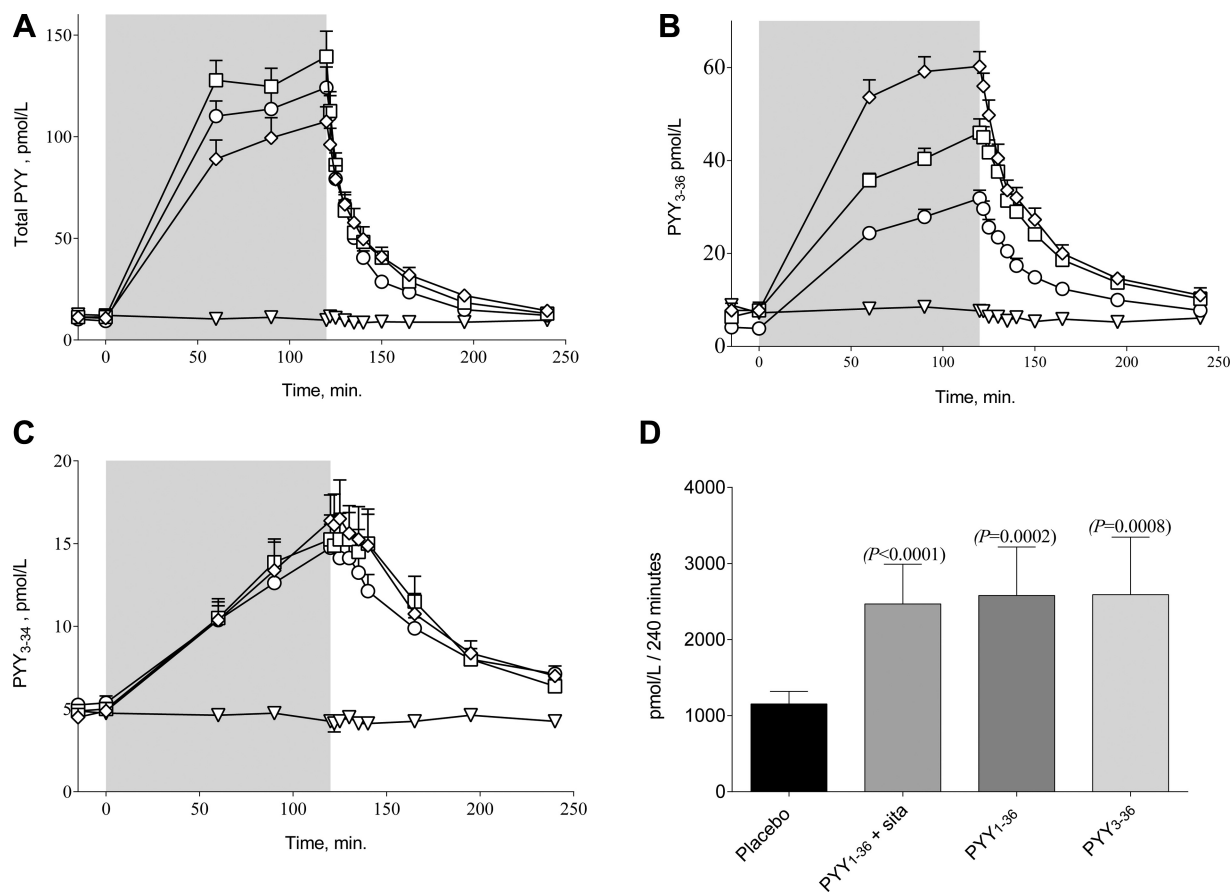 A
150
100
50
0
Total PYY , pmol/L
0 50 100 150 200 250
Time, min.
B
60
40
20
0
PYY3-36 pmol/L
0 50 100 150 200 250
Time, min.
C
20
15
10
5
0
PYY3-34 , pmol/L
0 50 100 150 200 250
Time, min.
D
4000
3000
2000
1000
0
pmol/L / 240 minutes
(P<0.0001)
(P=0.0002)
(P=0.0008)
Placebo
PYY1-36 + sita
PYY1-36
PYY3-36